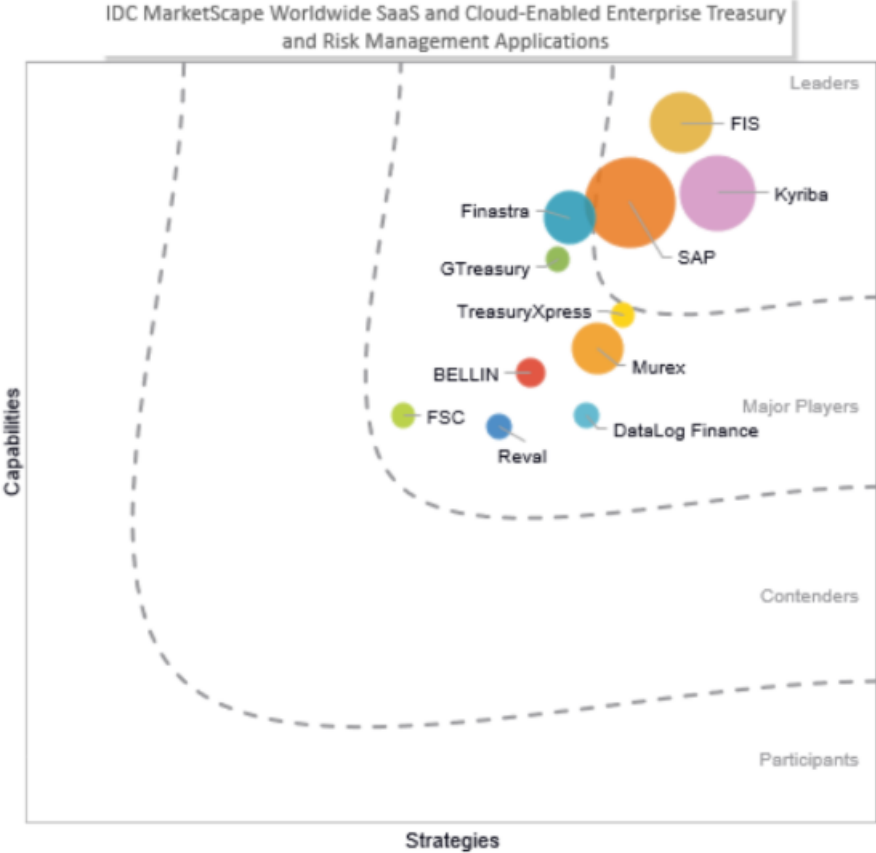 IDC MarketScape Worldwide SaaS and Cloud-Enabled Enterprise Treasury
and Risk Management Applications
Leaders
FIS
Kyriba
Finastra
SAP
GTreasury
TreasuryXpress
Murex
BELLIN
Major Players
FSC
DataLog Finance
Reval
Capabilities
Contenders
Participants
Strategies